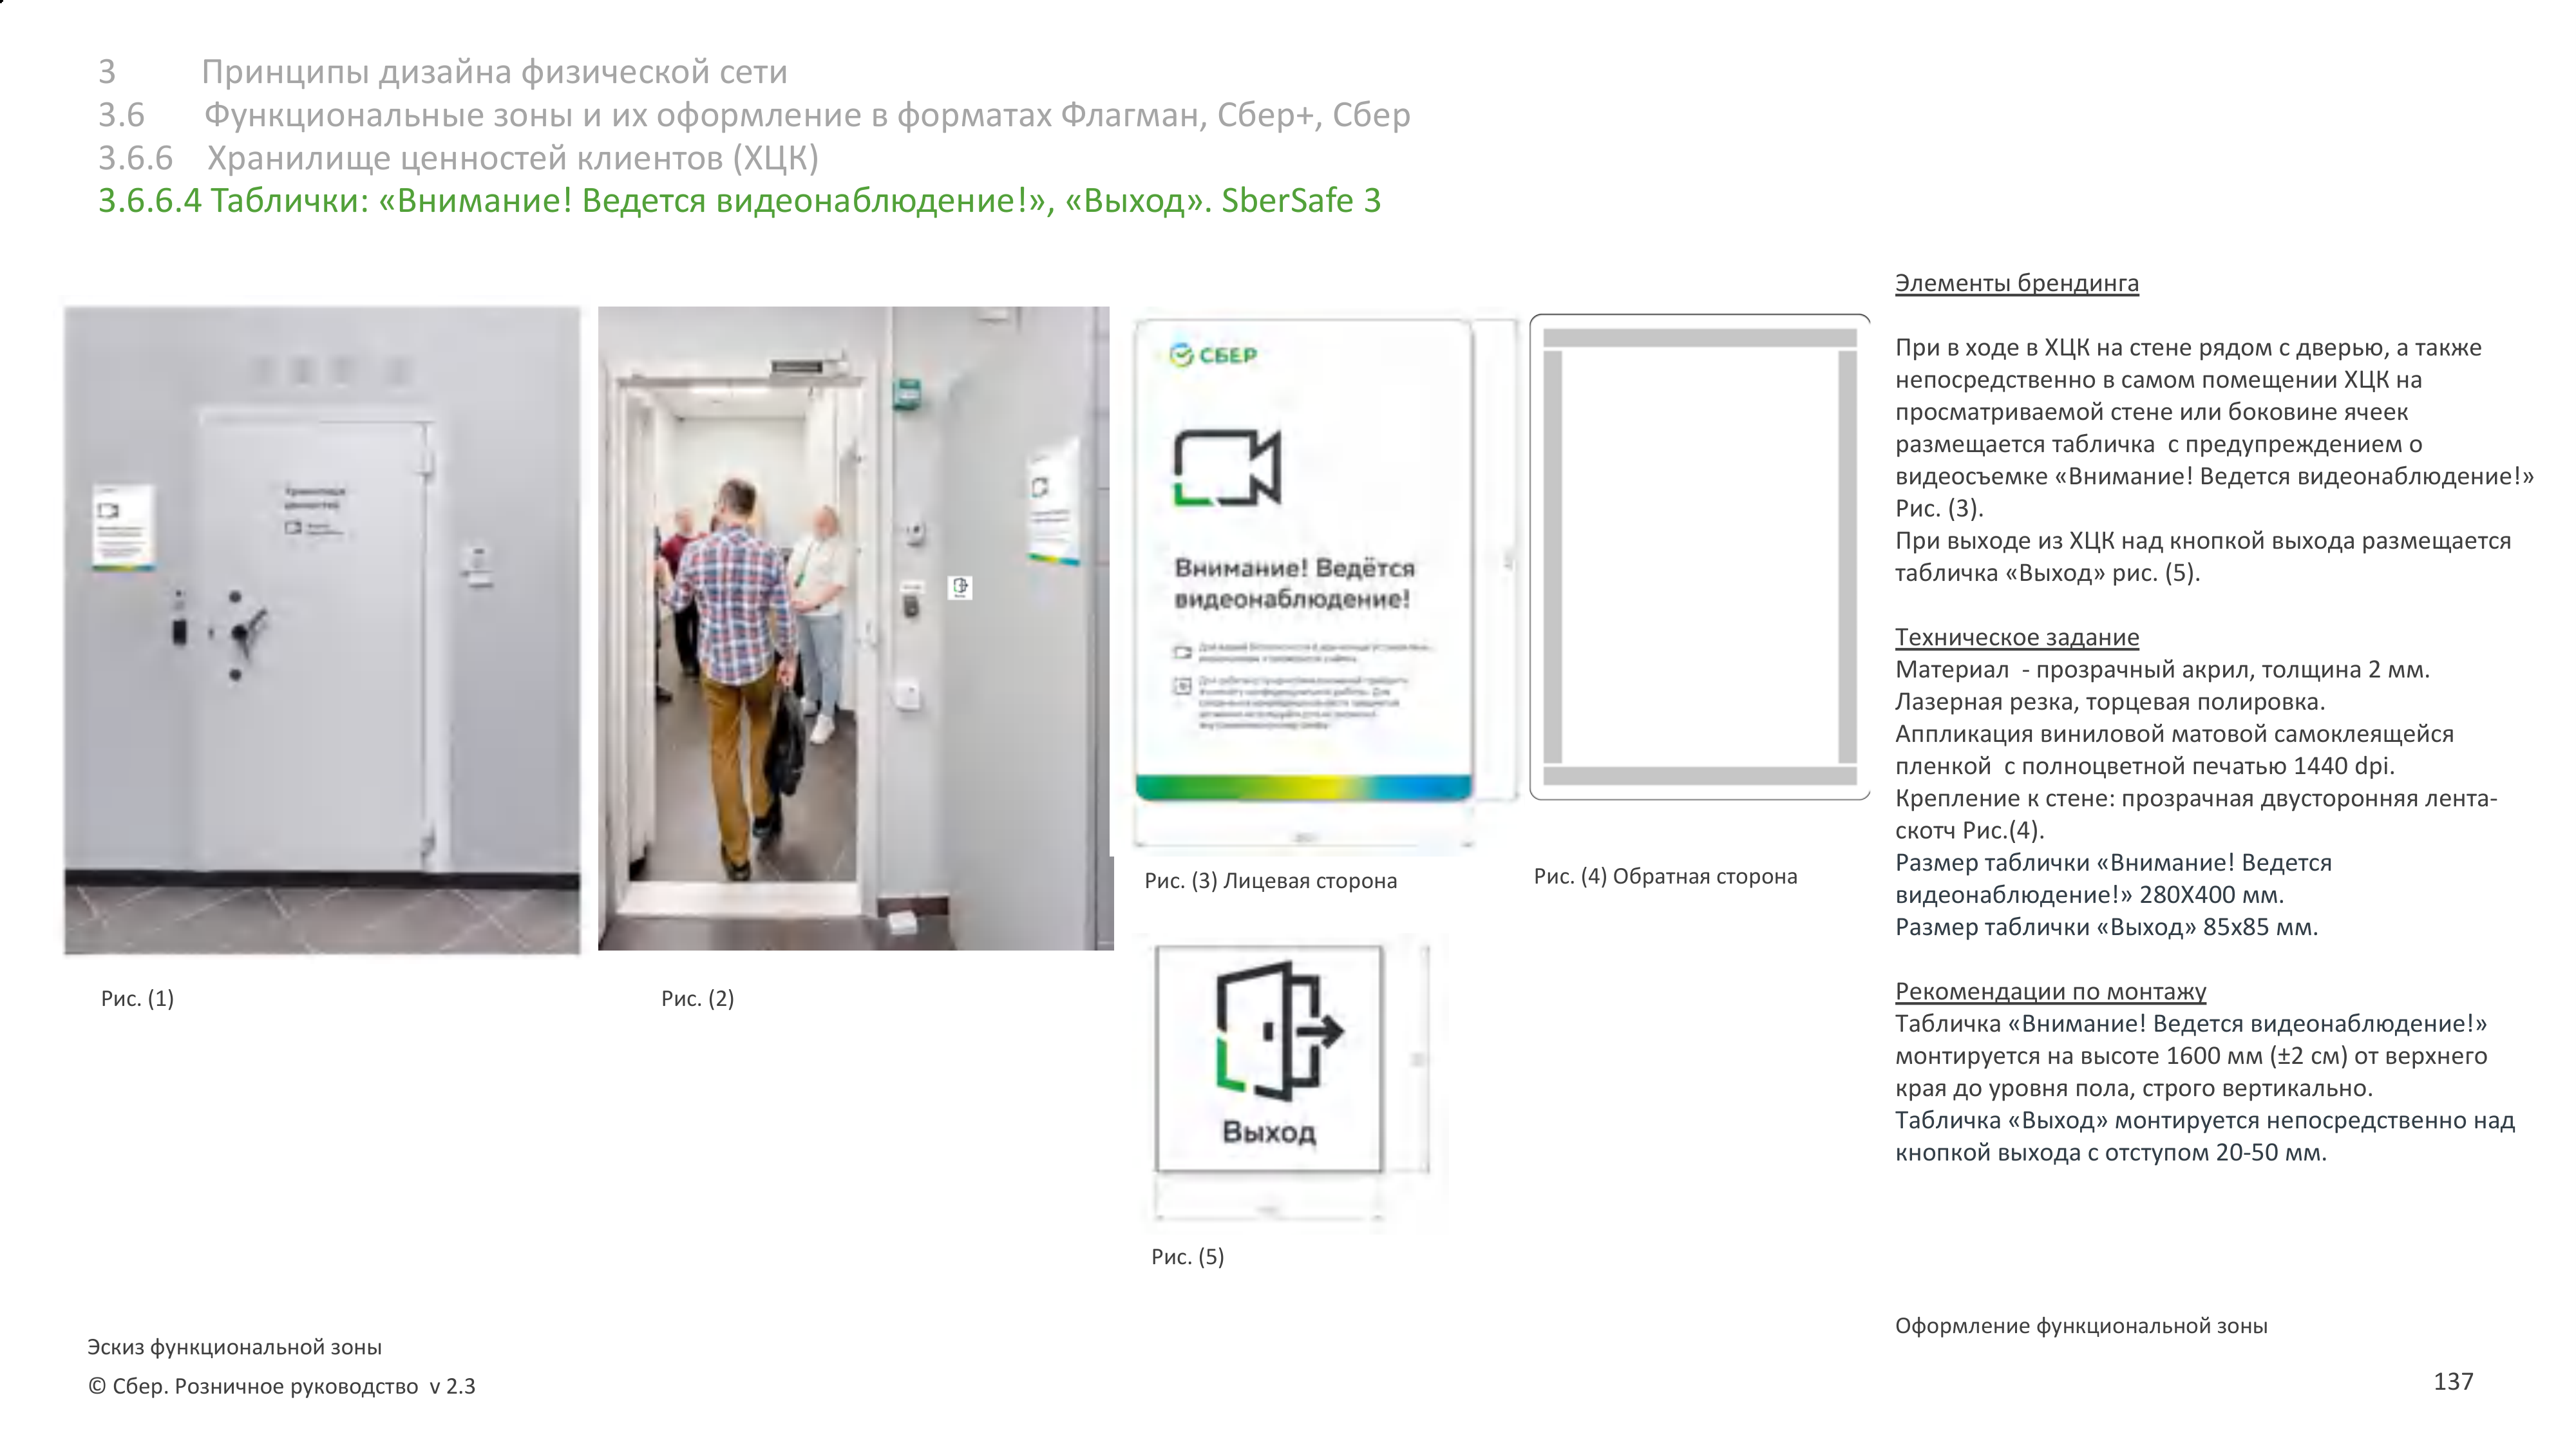 3 Принципы дизайна физической сети
3.6 Функциональные зоны и их оформление в форматах Флагман, Сбер+, Сбер
3.6.6 Хранилище ценностей клиентов (ХЦК)
3.6.6.4 Таблички: «Внимание! Ведется видеонаблюдение!», «Выход». SberSafe 3
Рис. (1)
Рис. (2)
СБЕР
Внимание! Ведётся
видеонаблюдение!
Рис. (3) Лицевая сторона
Рис. (4) Обратная сторона
Выход
Рис. (5)
Элементы брендинга
При в ходе в ХЦК на стене рядом с дверью, а также
непосредственно в самом помещении ХЦК на
просматриваемой стене или боковине ячеек
размещается табличка с предупреждением о
видеосъемке «Внимание! Ведется видеонаблюдение!»
Рис. (3).
При выходе из ХЦК над кнопкой выхода размещается
табличка «Выход» рис. (5).
Техническое задание
Материал - прозрачный акрил, толщина 2 мм.
Лазерная резка, торцевая полировка.
Аппликация виниловой матовой самоклеящейся
пленкой с полноцветной печатью 1440 dpi.
Крепление к стене: прозрачная двусторонняя лента-
скотч Рис.(4).
Размер таблички «Внимание! Ведется
видеонаблюдение!» 280X400 мм.
Размер таблички «Выход» 85x85 мм.
Рекомендации по монтажу
Табличка «Внимание! Ведется видеонаблюдение!»
монтируется на высоте 1600 мм (±2 см) от верхнего
края до уровня пола, строго вертикально.
Табличка «Выход» монтируется непосредственно над
кнопкой выхода с отступом 20-50 мм.
Оформление функциональной зоны
Эскиз функциональной зоны
© Сбер. Розничное руководство v 2.3
137